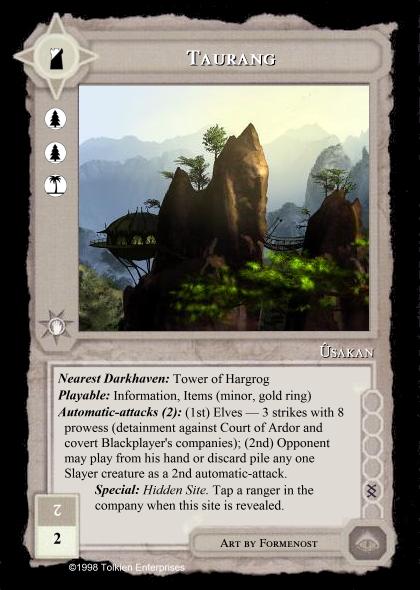 Taurang
Ûsakan
Nearest Darkhaven: Tower of Hargrog
Playable: Information, Items (minor, gold ring)
Automatic-attacks (2): (1st) Elves — 3 strikes with 8
prowess (detainment against Court of Ardor and
covert Blackplayer's companies); (2nd) Opponent
may play from his hand or discard pile any one
Slayer creature as a 2nd automatic-attack.
Special: Hidden Site. Tap a ranger in
the company when this site is revealed.
2
2
Art by Formenost
©1998 Tolkien Enterprises